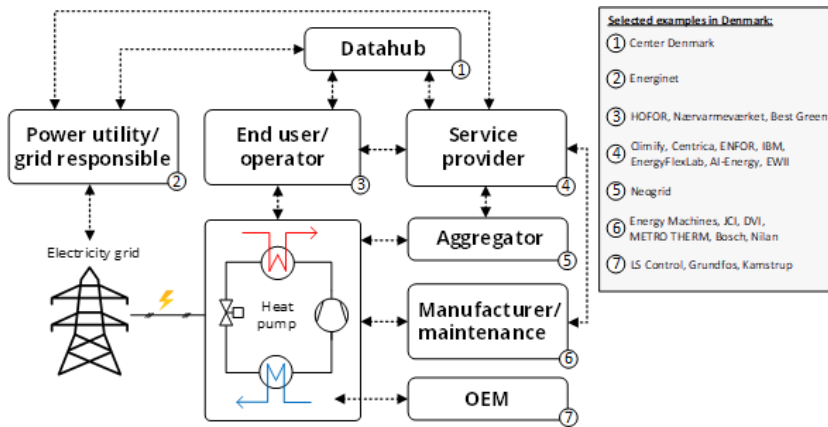 Datahub
1
Power utility/
grid responsible
2
End user/
operator
3
Service
provider
4
Electricity grid
Heat
pump
Aggregator
5
Manufacturer/
maintenance
6
OEM
7
Selected examples in Denmark:
1 Center Denmark
2 Energinet
3 HOFOR, Nærvarmeværket, Best Green
4 Climify, Centrica, ENFOR, IBM,
EnergyFlexLab, AI-Energy, EWII
5 Neogrid
6 Energy Machines, JCI, DVI,
METRO THERM, Bosch, Nilan
7 LS Control, Grundfos, Kamstrup